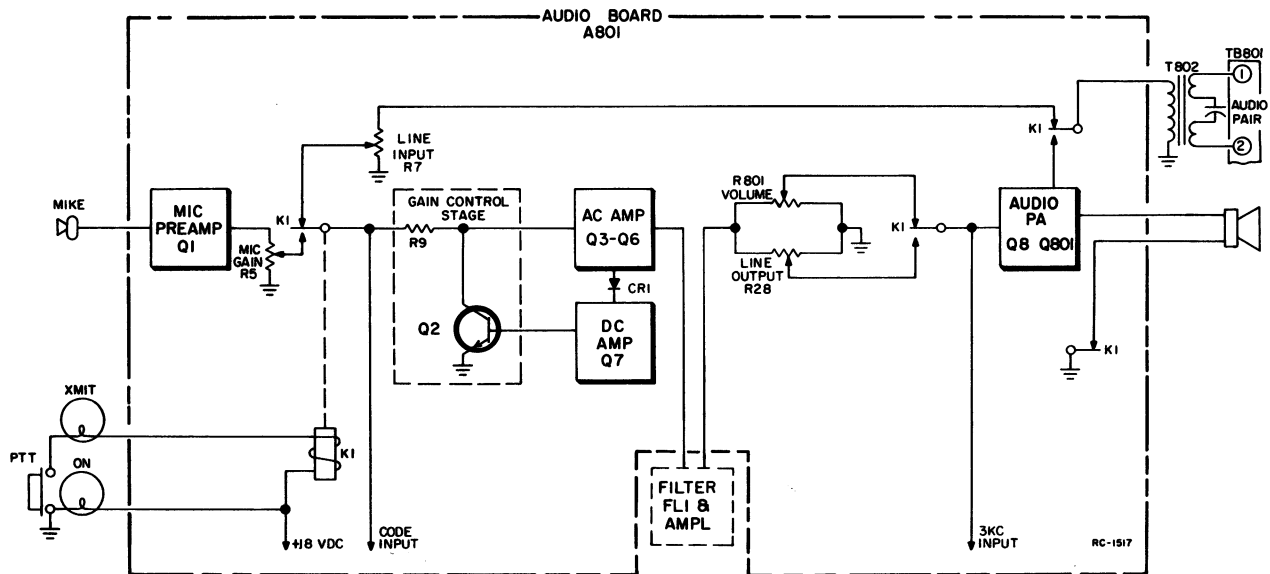 AUDIO BOARD
A801
T802
TB801
1
AUDIO
PAIR
2
K1
LINE
INPUT
R7
MIKE
MIC
PREAMP
Q1
K1
MIC
GAIN
R5
GAIN CONTROL
STAGE
R9
Q2
AC AMP
Q3-Q6
CR1
DC
AMP
Q7
R801
VOLUME
LINE
OUTPUT
R28
K1
AUDIO
PA
Q8 Q801
K1
XMIT
PTT
ON
K1
+18 VDC
CODE
INPUT
FILTER
FL1 &
AMPL
3KC
INPUT
RC-1517